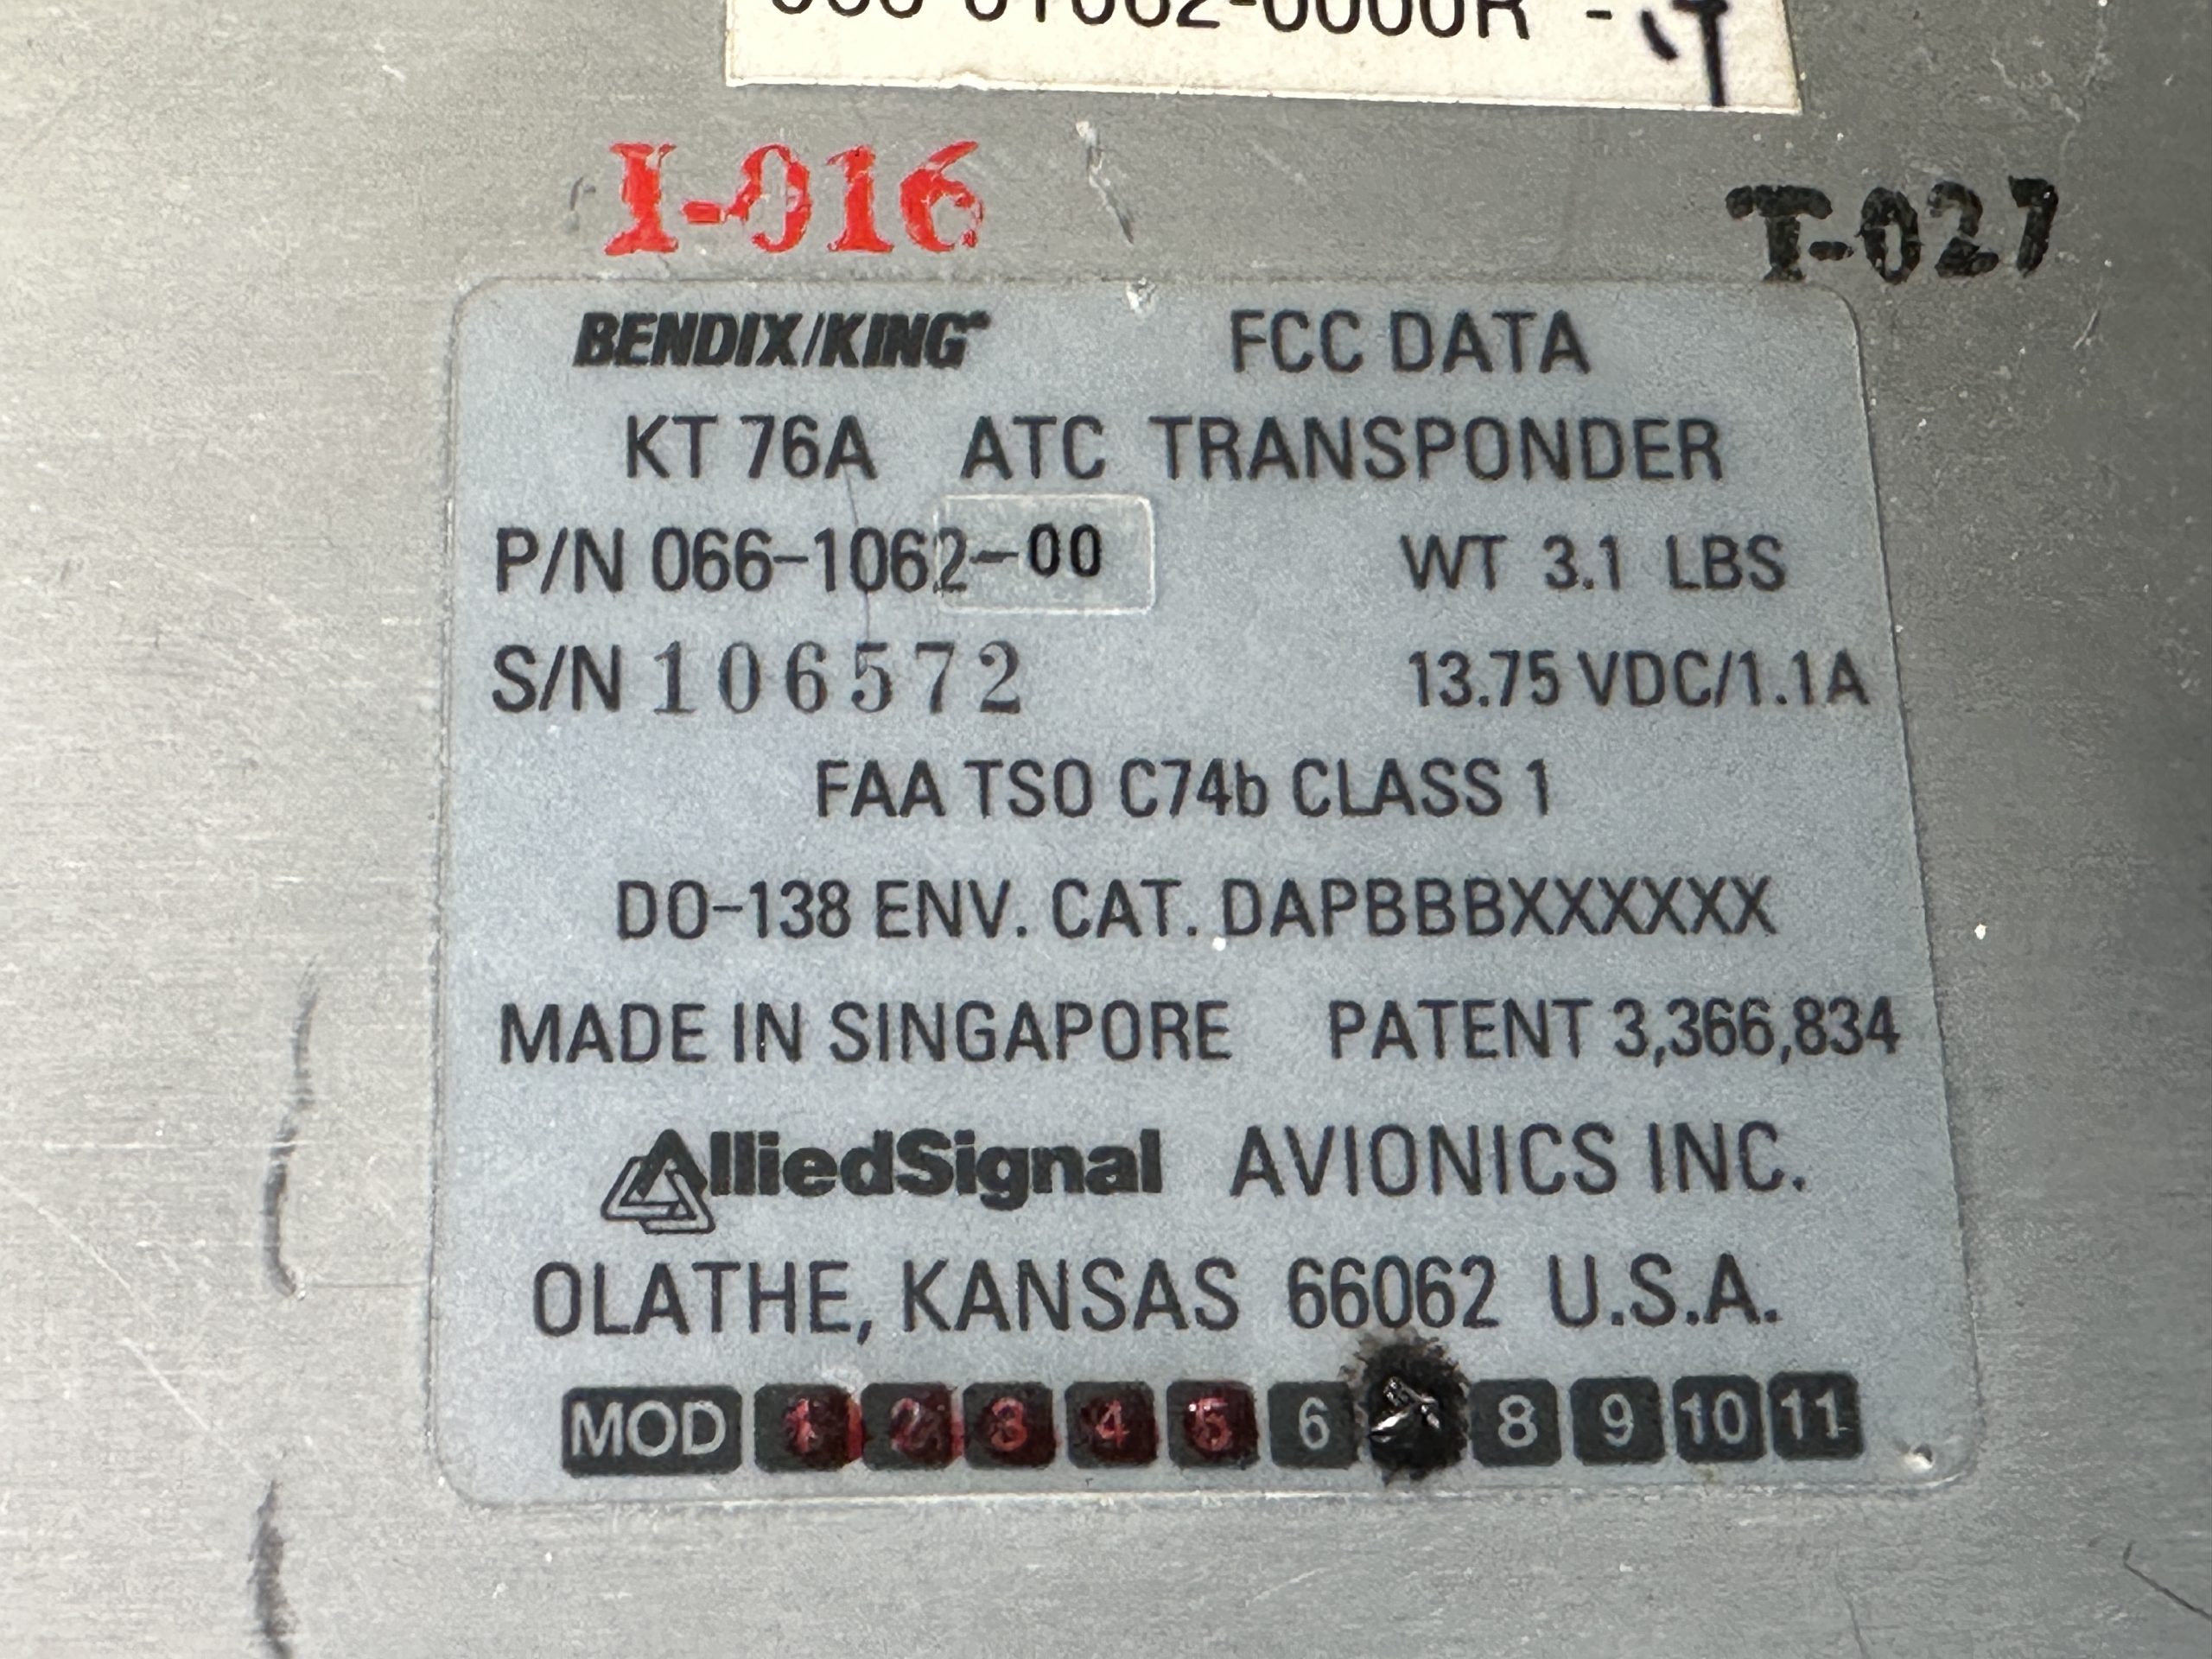 066-01062-0000R -
I-016
T-027
BENDIX/KING FCC DATA
KT 76A ATC TRANSPONDER
P/N 066-1062-00 WT 3.1 LBS
S/N 106572 13.75 VDC/1.1A
FAA TSO C74b CLASS 1
DO-138 ENV. CAT. DAPBBBXXXXXX
MADE IN SINGAPORE PATENT 3,366,834
AlliedSignal AVIONICS INC.
OLATHE, KANSAS 66062 U.S.A.
MOD 1 2 3 4 5 6 8 9 10 11